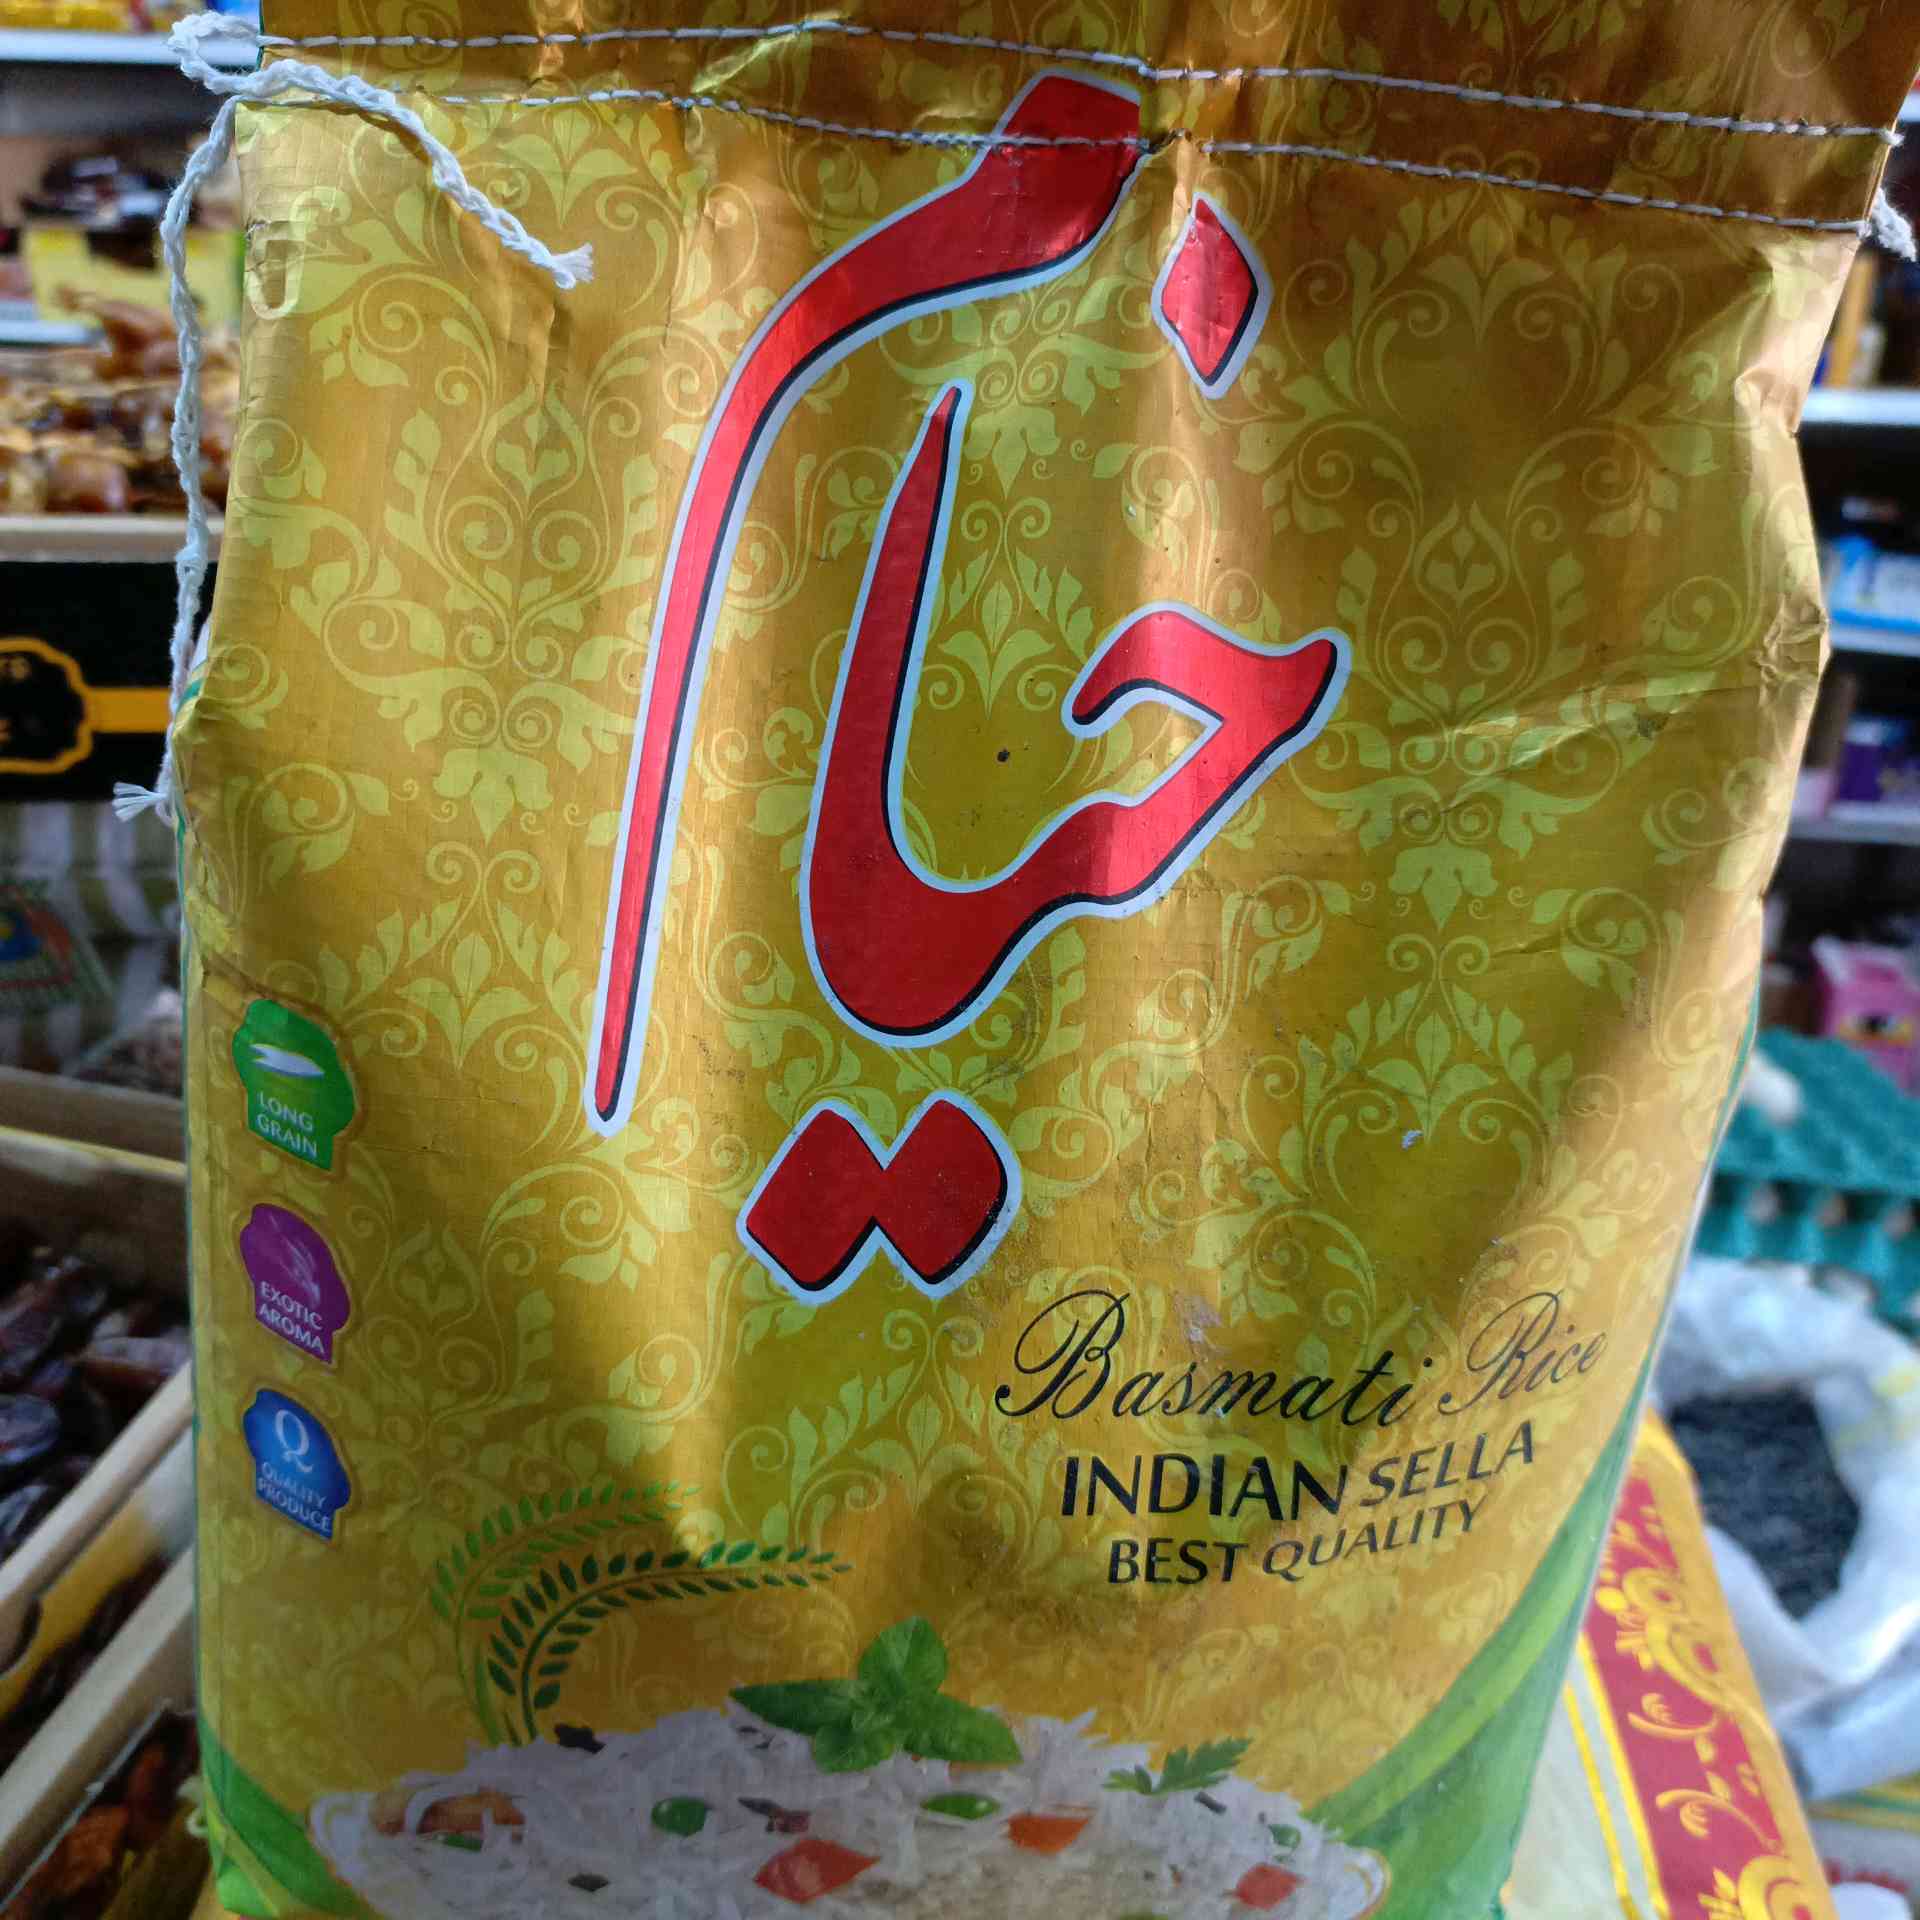 خیام
Basmati Rice
INDIAN SELLA
BEST QUALITY
LONG
GRAIN
EXOTIC
AROMA
Q
QUALITY
PRODUCE